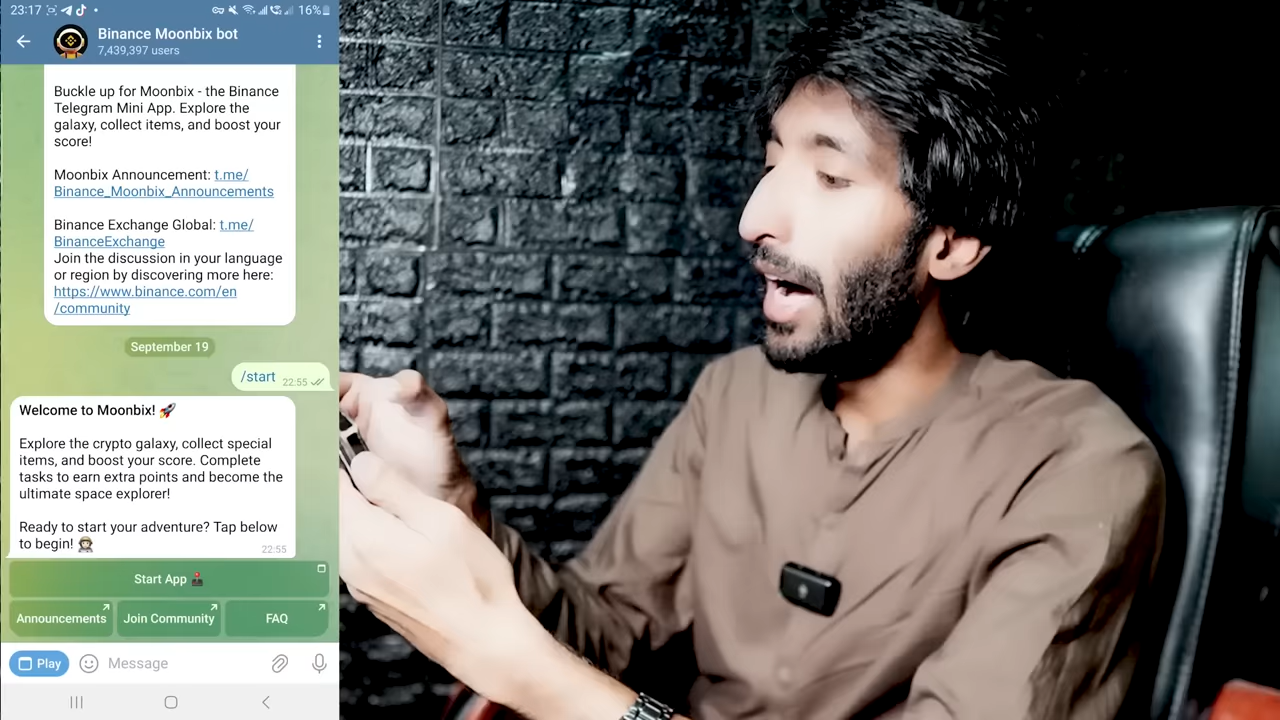 23:17
16%
Binance Moonbix bot
7,439,397 users
Buckle up for Moonbix - the Binance
Telegram Mini App. Explore the
galaxy, collect items, and boost your
score!
Moonbix Announcement: t.me/
Binance_Moonbix_Announcements
Binance Exchange Global: t.me/
BinanceExchange
Join the discussion in your language
or region by discovering more here:
https://www.binance.com/en
/community
September 19
/start 22:55
Welcome to Moonbix! 🚀
Explore the crypto galaxy, collect special
items, and boost your score. Complete
tasks to earn extra points and become the
ultimate space explorer!
Ready to start your adventure? Tap below
to begin! 👨‍🚀
22:55
Start App 🕹️
Announcements Join Community FAQ
Play Message